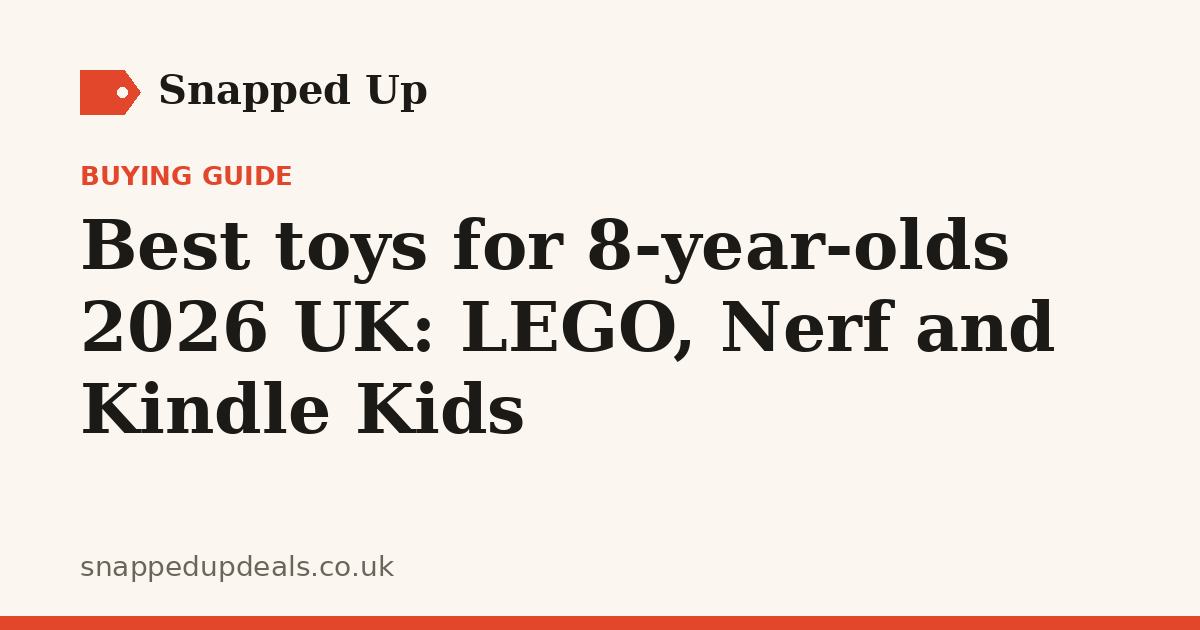 Snapped Up
BUYING GUIDE
Best toys for 8-year-olds
2026 UK: LEGO, Nerf and
Kindle Kids
snappedupdeals.co.uk